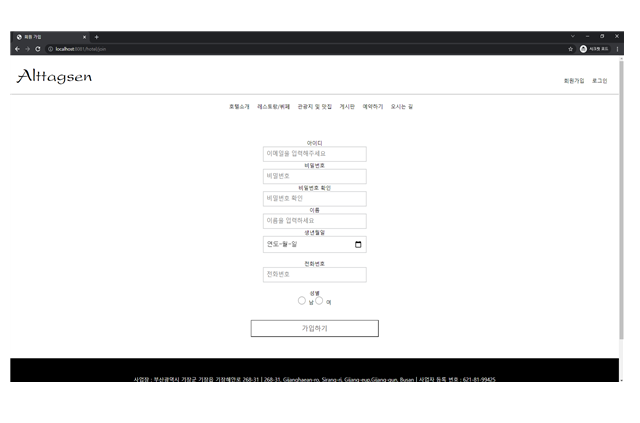 회원 가입
localhost:8081/hotel/join
시크릿 모드
Alttagsen
회원가입 로그인
호텔소개 레스토랑/뷔페 관광지 및 맛집 게시판 예약하기 오시는 길
아이디
이메일을 입력해주세요
비밀번호
비밀번호
비밀번호 확인
비밀번호 확인
이름
이름을 입력하세요
생년월일
연도-월-일
전화번호
전화번호
성별
남 여
가입하기
사업장 : 부산광역시 기장군 기장읍 기장해안로 268-31 | 268-31, Gijanghaean-ro, Sirang-ri, Gijang-eup,Gijang-gun, Busan | 사업자 등록 번호 : 621-81-99425